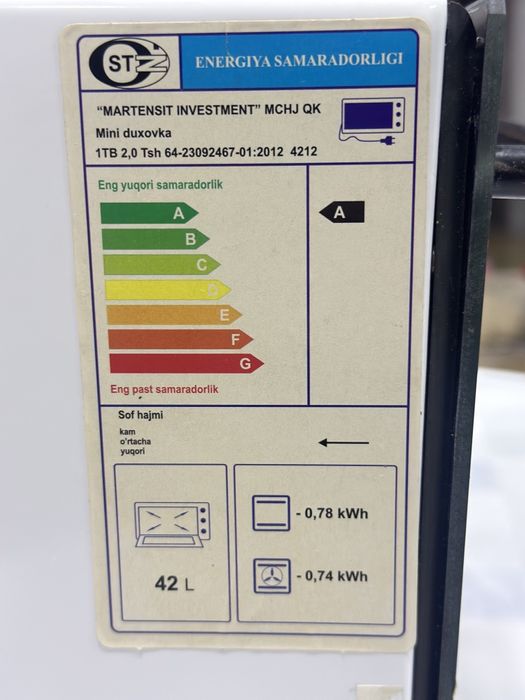 ST
ENERGIYA SAMARADORLIGI
“MARTENSIT INVESTMENT” MCHJ QK
Mini duxovka
1TB 2,0 Tsh 64-23092467-01:2012 4212
Eng yuqori samaradorlik
A
A
B
C
D
E
F
G
Eng past samaradorlik
Sof hajmi
kam
o'rtacha
yuqori
- 0,78 kWh
42 L
- 0,74 kWh